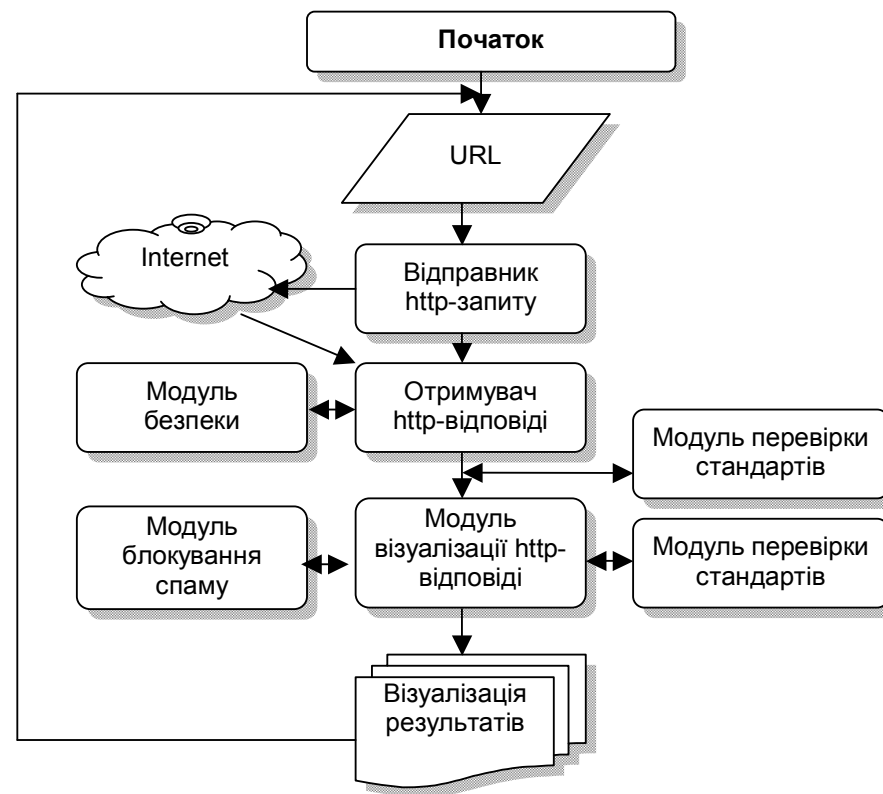 Початок
URL
Internet
Відправник
http-запиту
Модуль
безпеки
Отримувач
http-відповіді
Модуль перевірки
стандартів
Модуль
блокування
спаму
Модуль
візуалізації http-
відповіді
Модуль перевірки
стандартів
Візуалізація
результатів